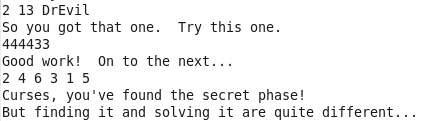 2 13 DrEvil
So you got that one.  Try this one.
444433
Good work!  On to the next...
2 4 6 3 1 5
Curses, you've found the secret phase!
But finding it and solving it are quite different...